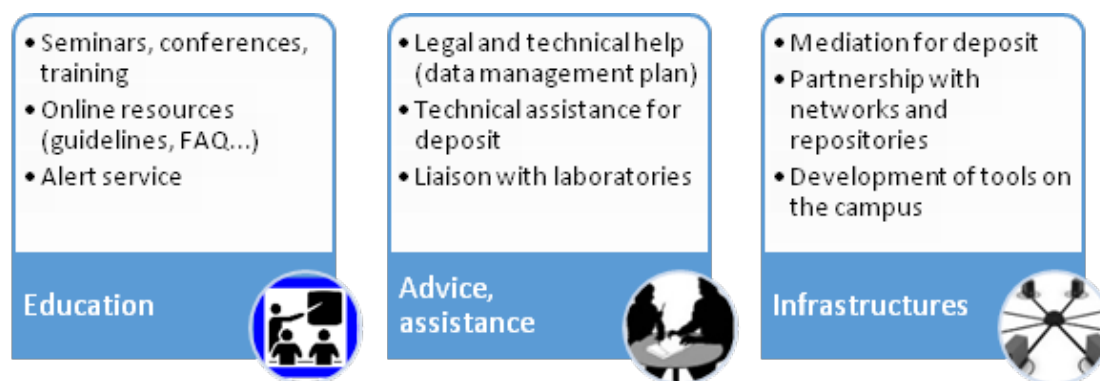 • Seminars, conferences,
training
• Online resources
(guidelines, FAQ...)
• Alert service
Education
• Legal and technical help
(data management plan)
• Technical assistance for
deposit
• Liaison with laboratories
Advice,
assistance
• Mediation for deposit
• Partnership with
networks and
repositories
• Development of tools on
the campus
Infrastructures